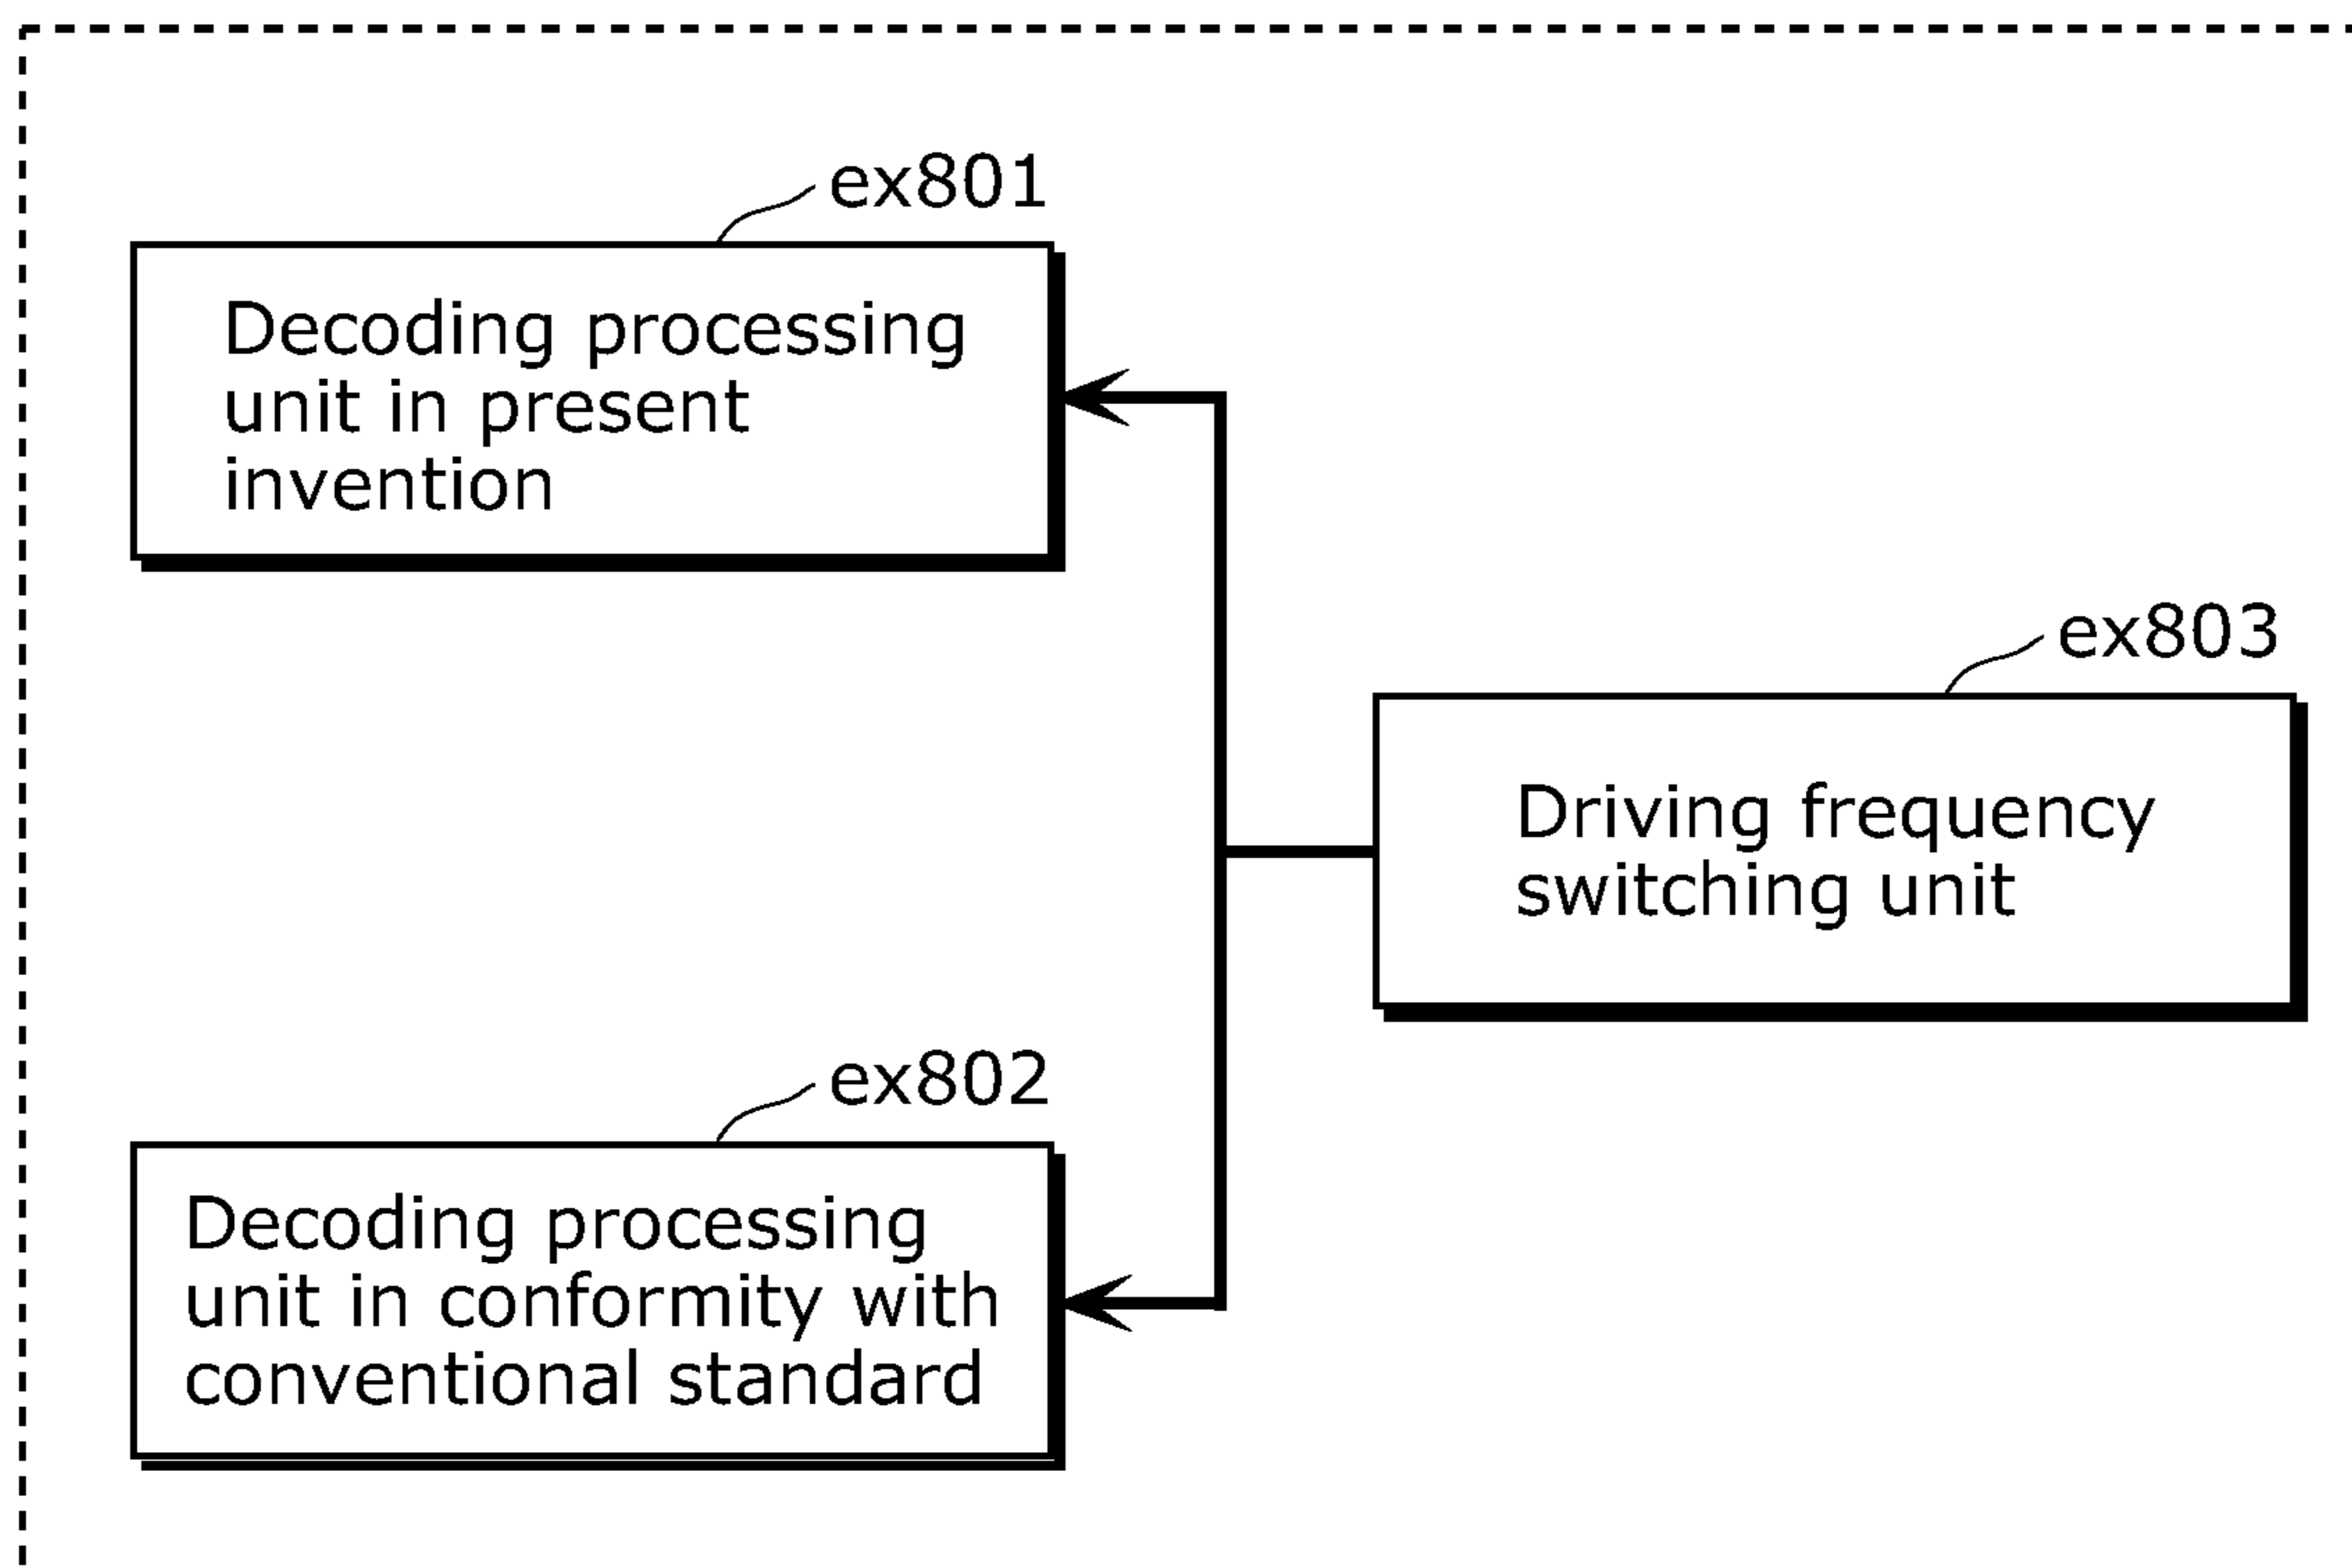 ex801
Decoding processing
unit in present
invention
ex803
Driving frequency
switching unit
ex802
Decoding processing
unit in conformity with
conventional standard